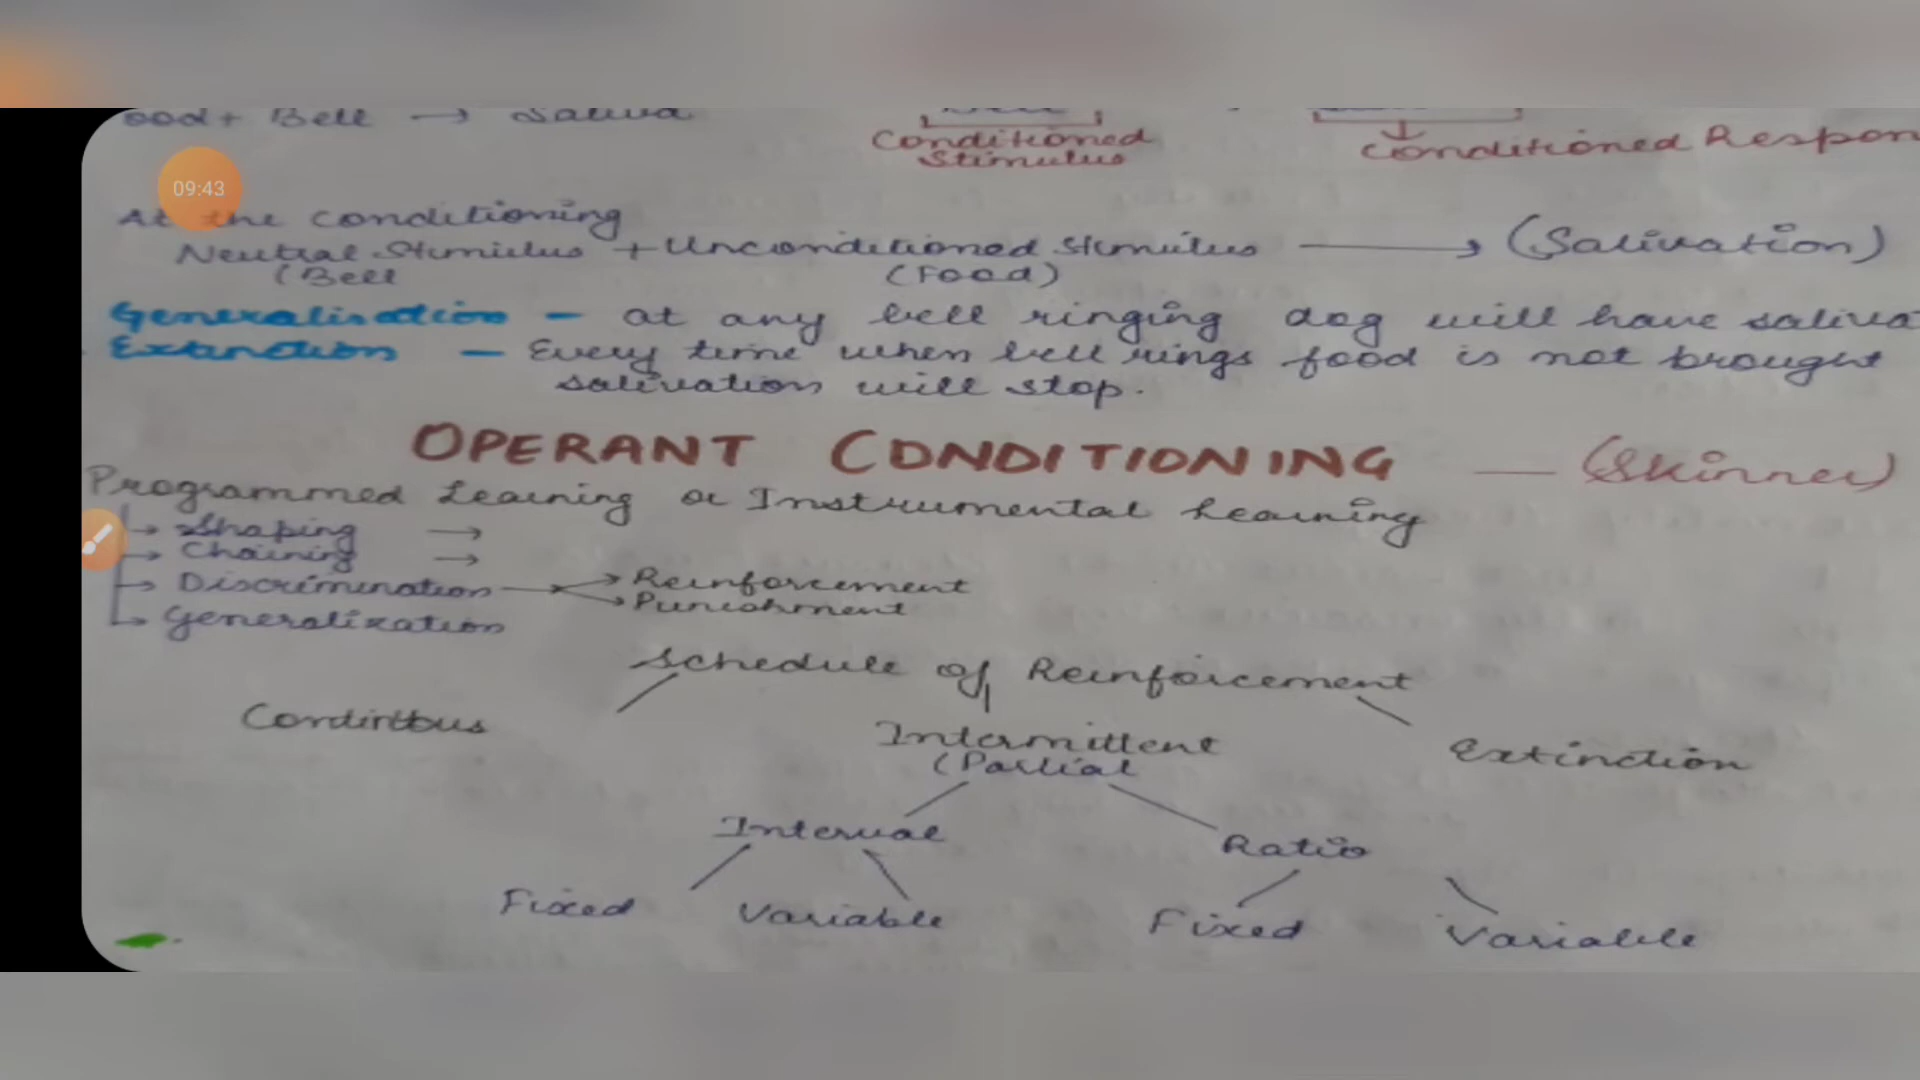 ood + Bell → Saliva
Conditioned
Stimulus
Conditioned Respon
09:43
At the conditioning
Neutral Stimulus + Unconditioned Stimulus → (Salivation)
(Bell (Food)
Generalisation - at any bell ringing dog will have saliva
Extinction - Every time when bell rings food is not brought
salivation will stop.
OPERANT CONDITIONING - (Skinner)
Programmed Learning or Instrumental Learning
→ Shaping →
→ Chaining →
→ Discrimination → Reinforcement
→ Punishment
→ Generalization
Schedule of Reinforcement
Intermittent
(Partial
Extinction
Interval Ratio
Fixed Variable Fixed Variable